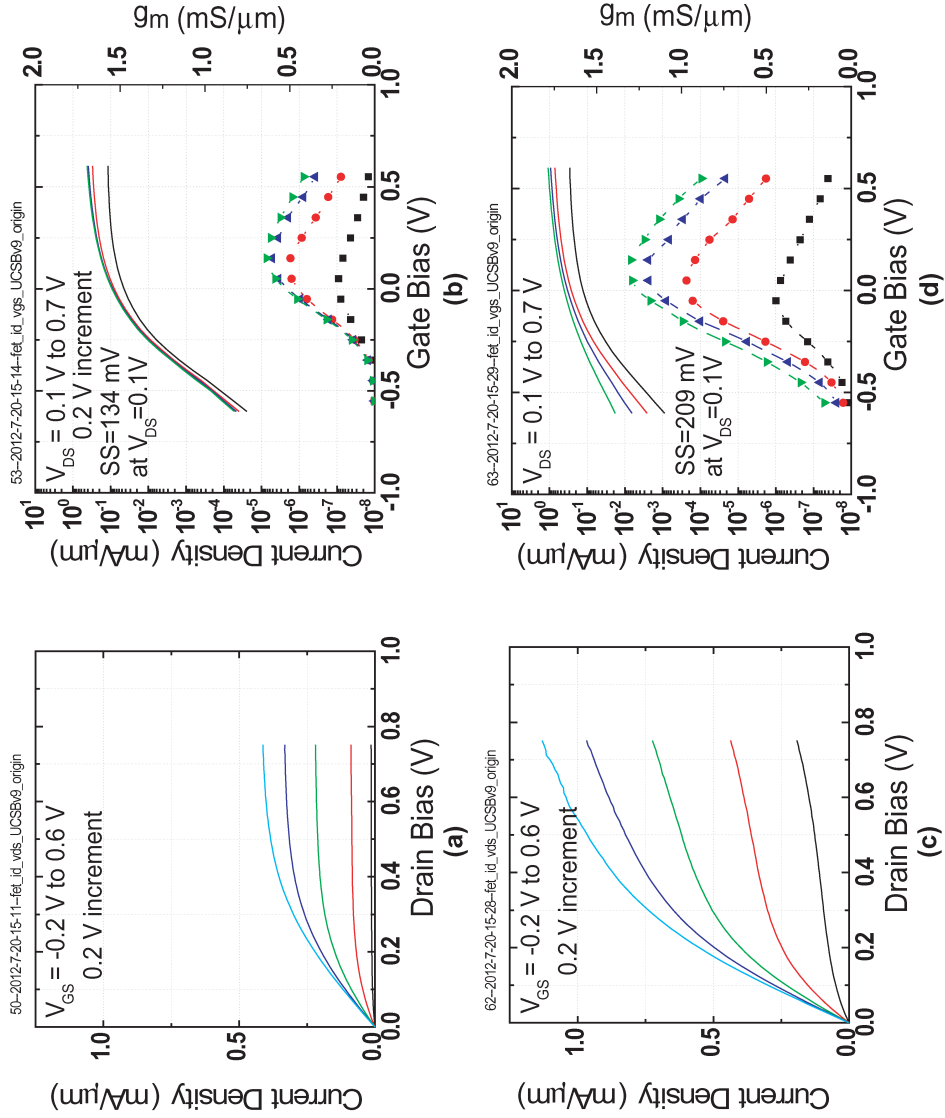 50–2012-7-20-15-11–fet_id_vds_UCSBv9_origin
V_GS = -0.2 V to 0.6 V
0.2 V increment
Current Density (mA/μm)
1.0
0.5
0.0
0.0 0.2 0.4 0.6 0.8 1.0
Drain Bias (V)
(a)
53–2012-7-20-15-14–fet_id_vgs_UCSBv9_origin
V_DS = 0.1 V to 0.7 V
0.2 V increment
SS=134 mV
at V_DS=0.1V
Current Density (mA/μm)
10^1
10^0
10^-1
10^-2
10^-3
10^-4
10^-5
10^-6
10^-7
10^-8
-1.0 -0.5 0.0 0.5 1.0
Gate Bias (V)
g_m (mS/μm)
2.0
1.5
1.0
0.5
0.0
(b)
62–2012-7-20-15-28–fet_id_vds_UCSBv9_origin
V_GS = -0.2 V to 0.6 V
0.2 V increment
Current Density (mA/μm)
1.0
0.5
0.0
0.0 0.2 0.4 0.6 0.8 1.0
Drain Bias (V)
(c)
63–2012-7-20-15-29–fet_id_vgs_UCSBv9_origin
V_DS = 0.1 V to 0.7 V
SS=209 mV
at V_DS=0.1V
Current Density (mA/μm)
10^1
10^0
10^-1
10^-2
10^-3
10^-4
10^-5
10^-6
10^-7
10^-8
-1.0 -0.5 0.0 0.5 1.0
Gate Bias (V)
g_m (mS/μm)
2.0
1.5
1.0
0.5
0.0
(d)